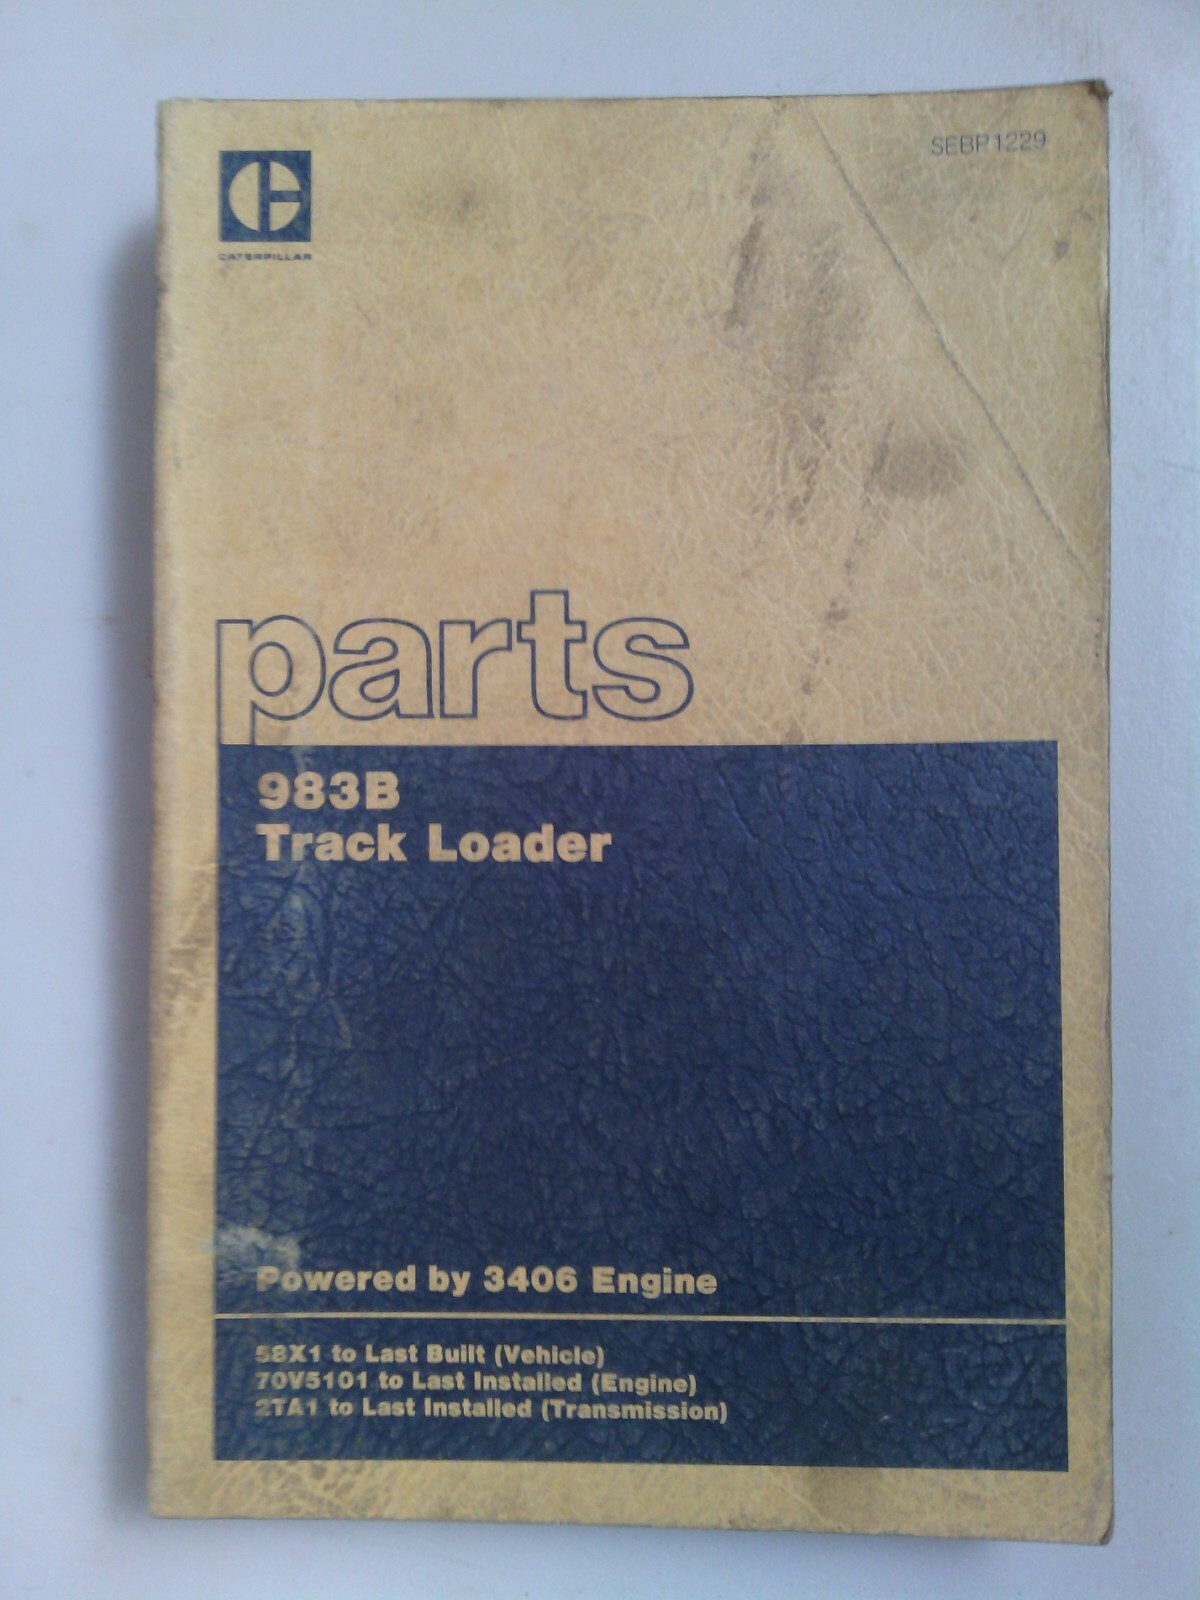 SEBP1229
CATERPILLAR
parts
983B
Track Loader
Powered by 3406 Engine
58X1 to Last Built (Vehicle)
70V5101 to Last Installed (Engine)
2TA1 to Last Installed (Transmission)